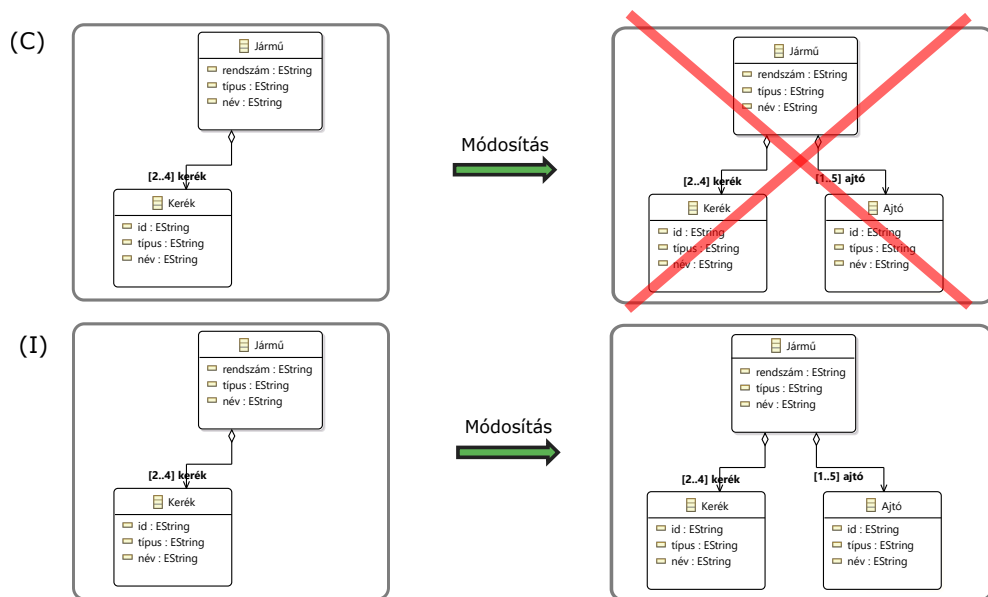 (C)
Jármű
rendszám : EString
típus : EString
név : EString
[2..4] kerék
Kerék
id : EString
típus : EString
név : EString
Módosítás
Jármű
rendszám : EString
típus : EString
név : EString
[2..4] kerék
[1..5] ajtó
Kerék
id : EString
típus : EString
név : EString
Ajtó
id : EString
típus : EString
név : EString
(I)
Jármű
rendszám : EString
típus : EString
név : EString
[2..4] kerék
Kerék
id : EString
típus : EString
név : EString
Módosítás
Jármű
rendszám : EString
típus : EString
név : EString
[2..4] kerék
[1..5] ajtó
Kerék
id : EString
típus : EString
név : EString
Ajtó
id : EString
típus : EString
név : EString